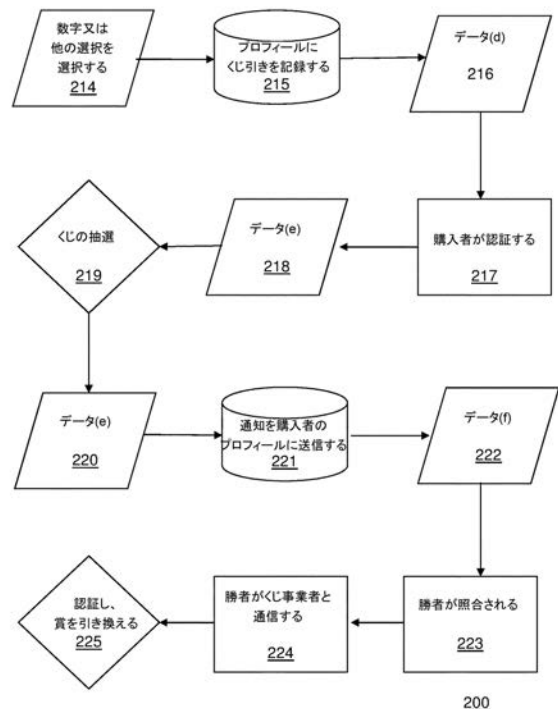 数字又は
他の選択を
選択する
214
プロフィールに
くじ引きを
記録する
215
データ(d)
216
購入者が認証する
217
データ(e)
218
くじの抽選
219
データ(e)
220
通知を購入者の
プロフィールに送信する
221
データ(f)
222
勝者が照合される
223
勝者がくじ事業者と
通信する
224
認証し、
賞を引き換える
225
200